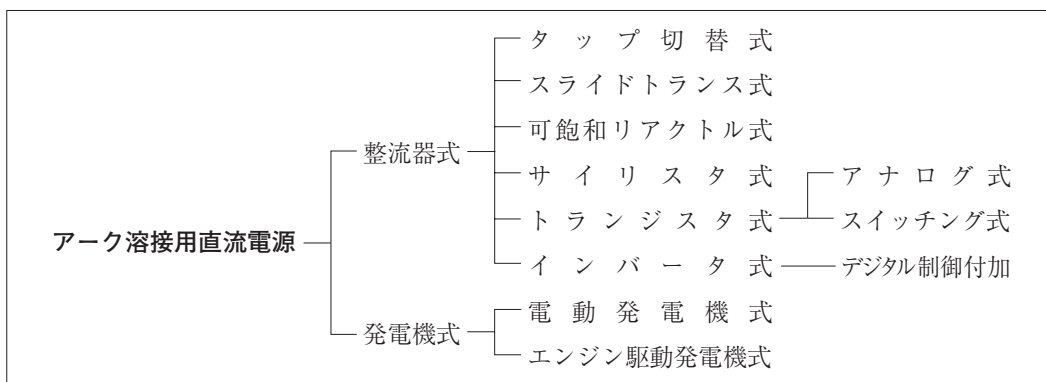 タップ切替式
スライドトランス式
可飽和リアクトル式
整流器式
サイリスタ式
アナログ式
トランジスタ式
スイッチング式
アーク溶接用直流電源
インバータ式
デジタル制御付加
電動発電機式
発電機式
エンジン駆動発電機式